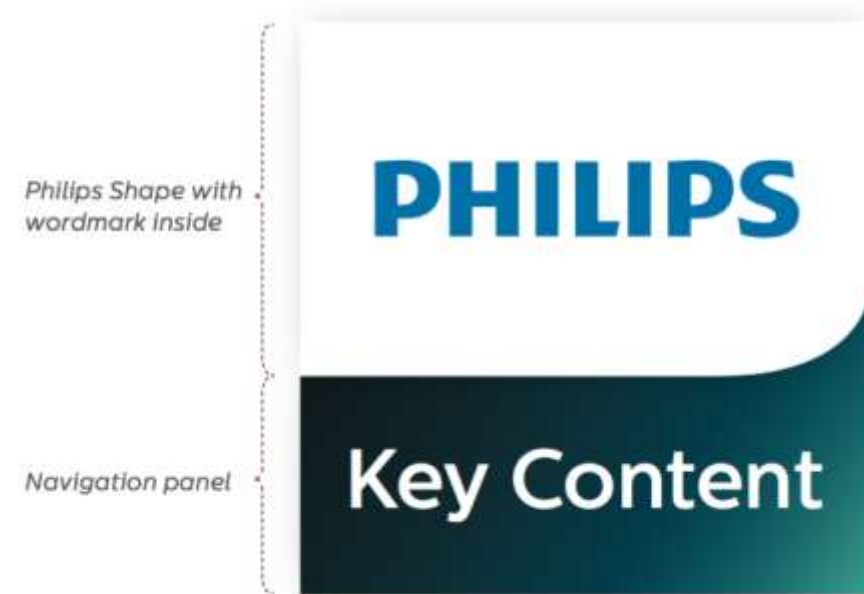 Philips Shape with
wordmark inside
PHILIPS
Navigation panel
Key Content